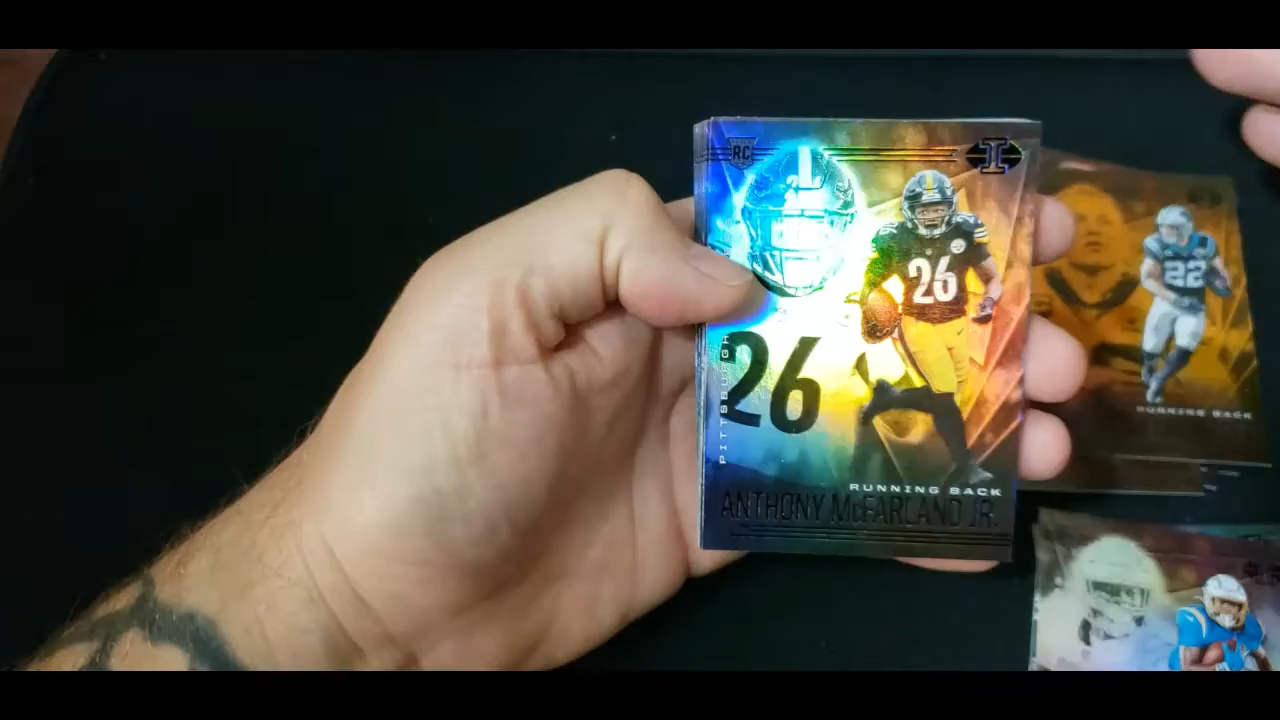 RC
I
26
26
PITTSBURGH
RUNNING BACK
ANTHONY McFARLAND JR.
22
RUNNING BACK